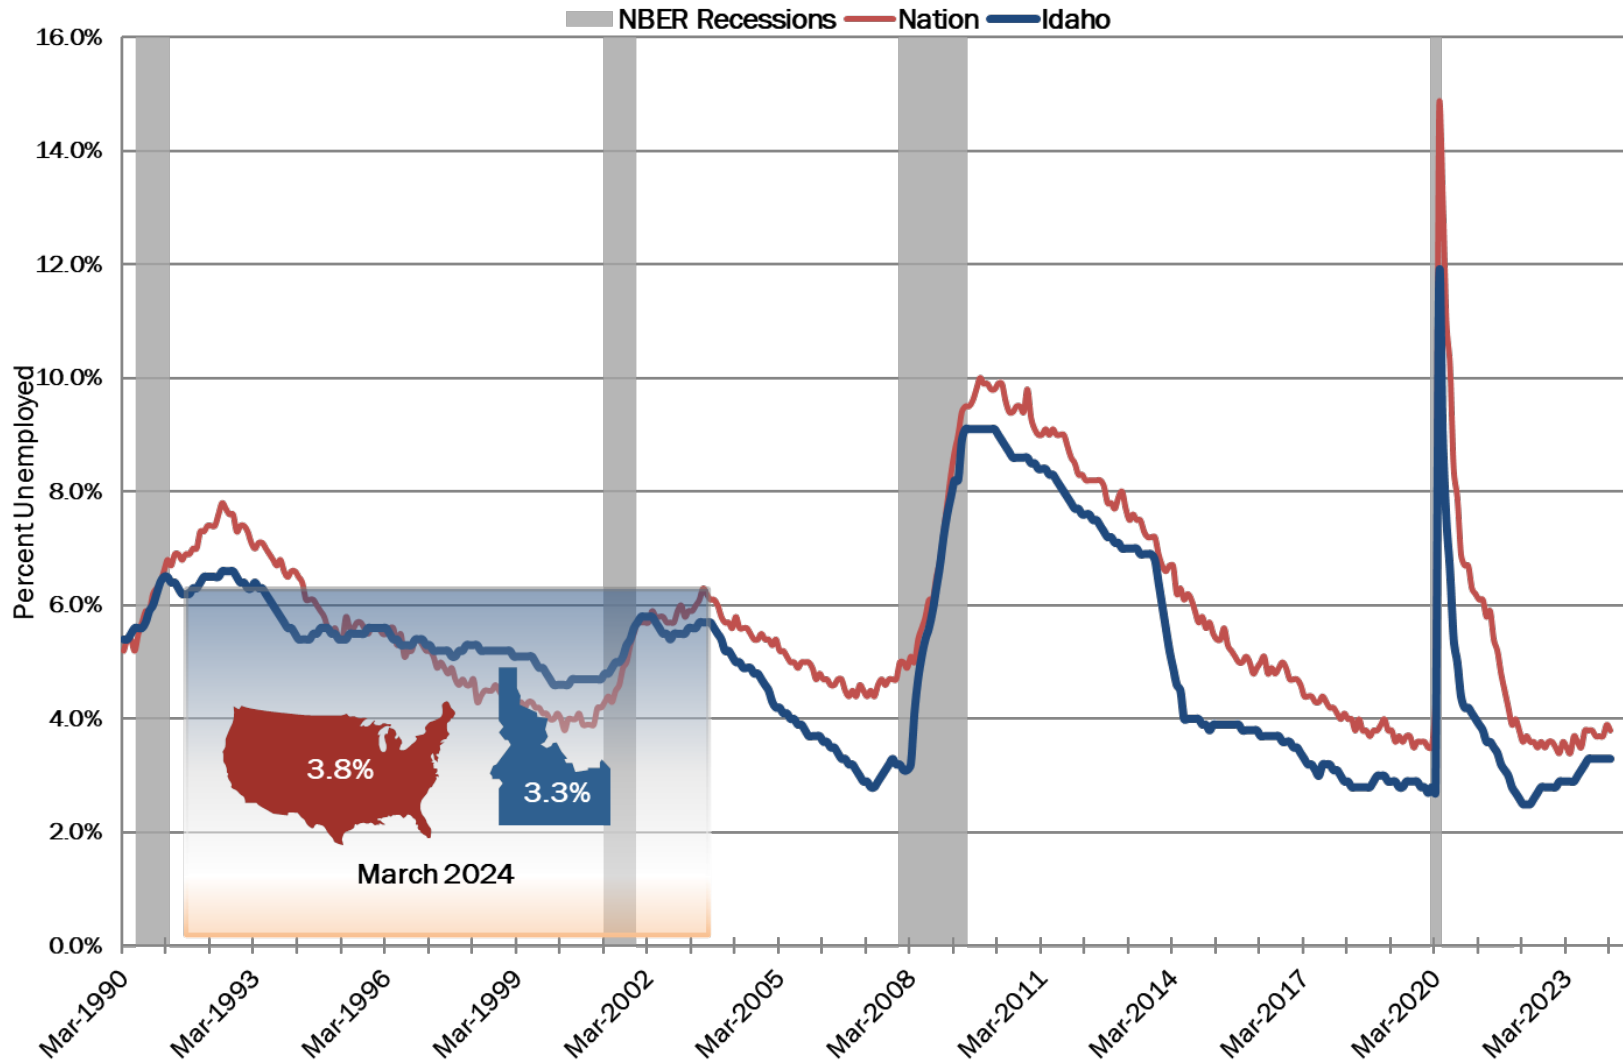 NBER Recessions Nation Idaho
16.0%
14.0%
12.0%
10.0%
8.0%
6.0%
4.0%
2.0%
0.0%
Percent Unemployed
3.8%
3.3%
March 2024
Mar-1990
Mar-1993
Mar-1996
Mar-1999
Mar-2002
Mar-2005
Mar-2008
Mar-2011
Mar-2014
Mar-2017
Mar-2020
Mar-2023